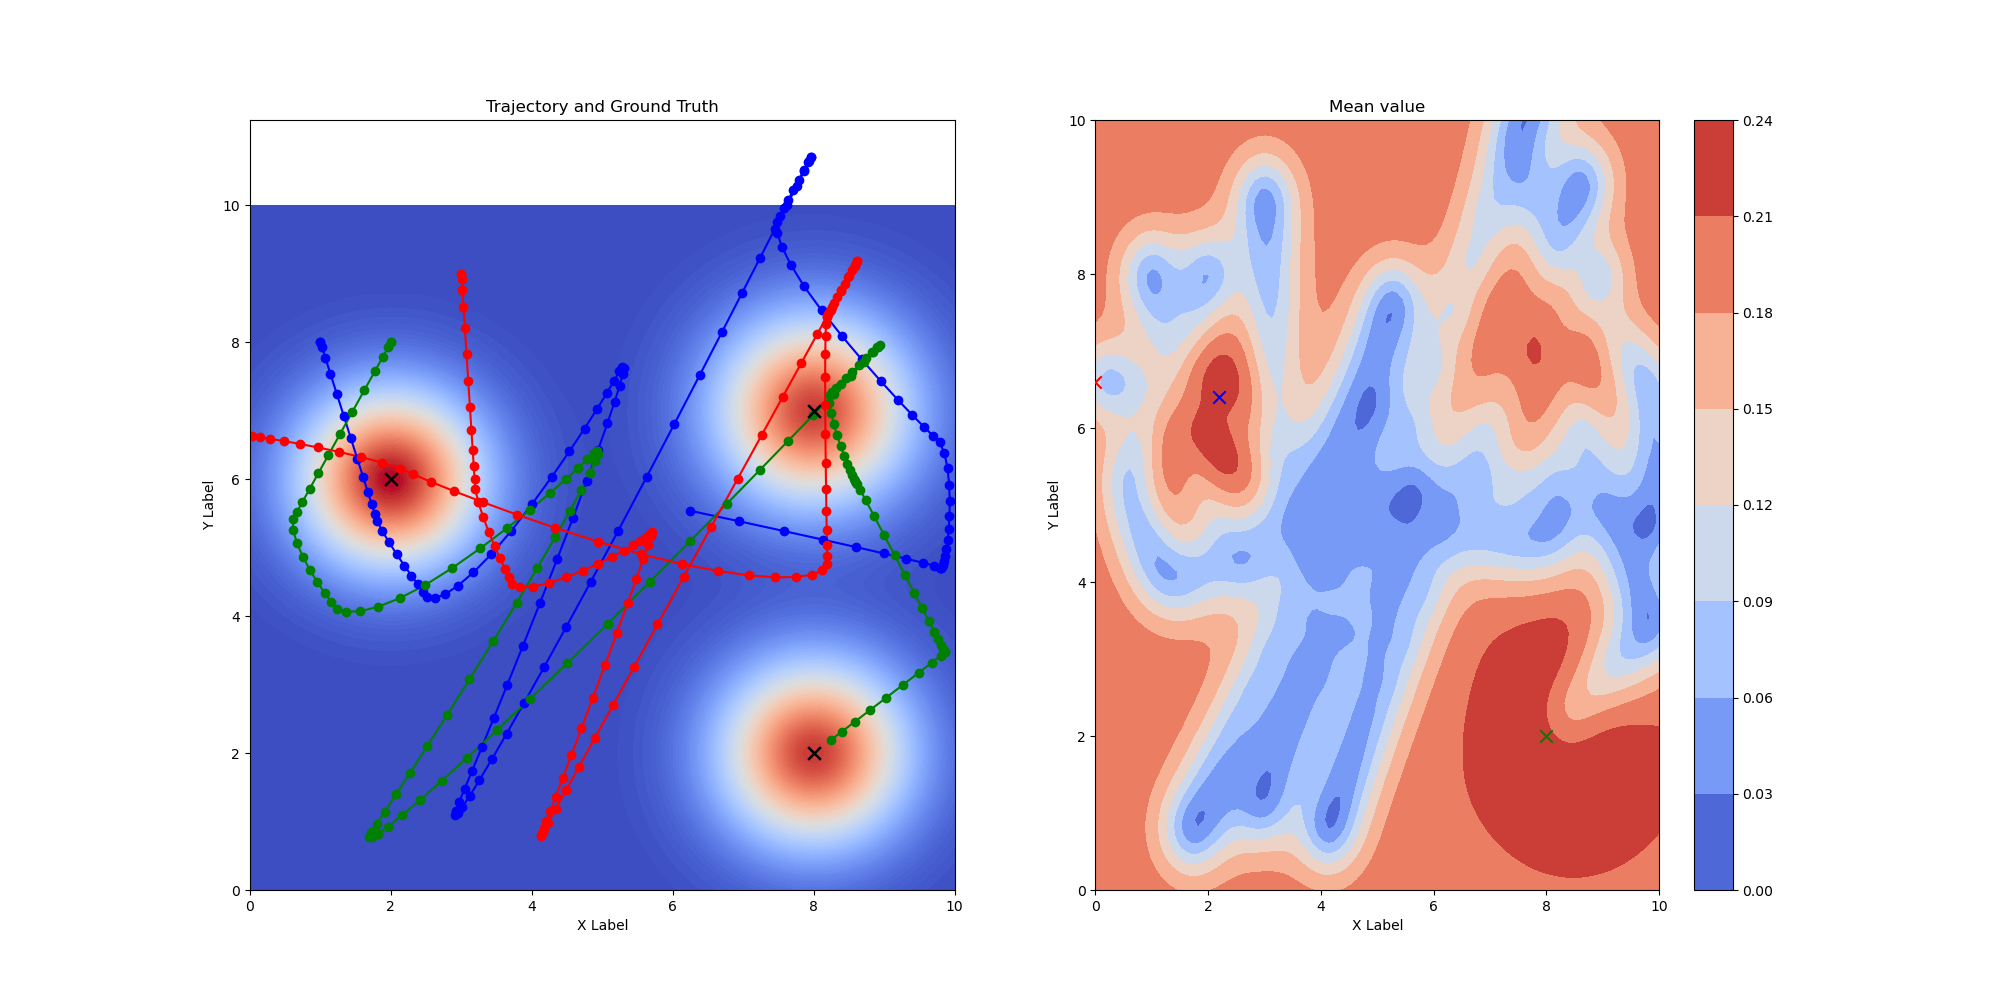 Trajectory and Ground Truth
Y Label
10
8
6
4
2
0
0 2 4 6 8 10
X Label
Mean value
Y Label
10
8
6
4
2
0
0 2 4 6 8 10
X Label
0.24
0.21
0.18
0.15
0.12
0.09
0.06
0.03
0.00